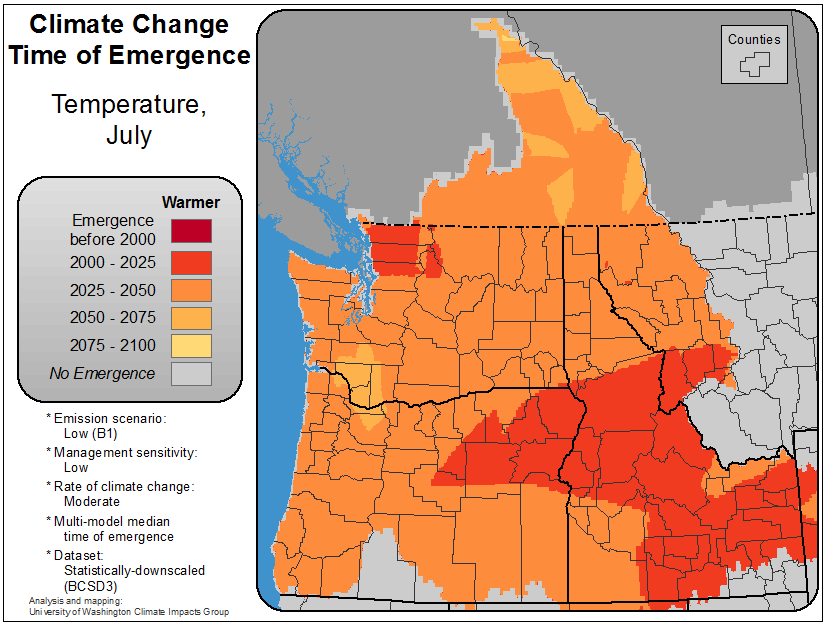 Climate Change
Time of Emergence
Temperature,
July
Warmer
Emergence
before 2000
2000 - 2025
2025 - 2050
2050 - 2075
2075 - 2100
No Emergence
* Emission scenario:
Low (B1)
* Management sensitivity:
Low
* Rate of climate change:
Moderate
* Multi-model median
time of emergence
* Dataset:
Statistically-downscaled
(BCSD3)
Analysis and mapping:
University of Washington Climate Impacts Group
Counties